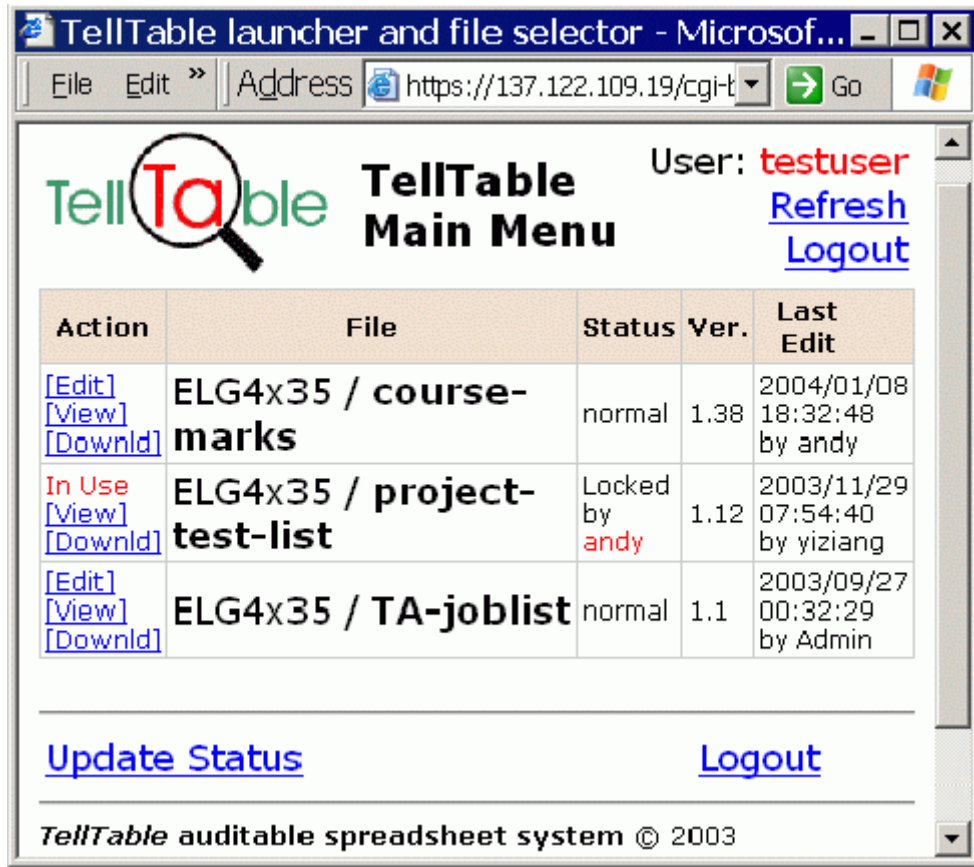 TellTable launcher and file selector - Microsof...
File Edit » Address https://137.122.109.19/cgi-b Go
TellTable
TellTable
Main Menu
User: testuser
Refresh
Logout
Action File Status Ver. Last
Edit
[Edit]
[View]
[Downld]
ELG4x35 / course-
marks
normal
1.38
2004/01/08
18:32:48
by andy
In Use
[View]
[Downld]
ELG4x35 / project-
test-list
Locked
by
andy
1.12
2003/11/29
07:54:40
by yiziang
[Edit]
[View]
[Downld]
ELG4x35 / TA-joblist
normal
1.1
2003/09/27
00:32:29
by Admin
Update Status Logout
TellTable auditable spreadsheet system © 2003